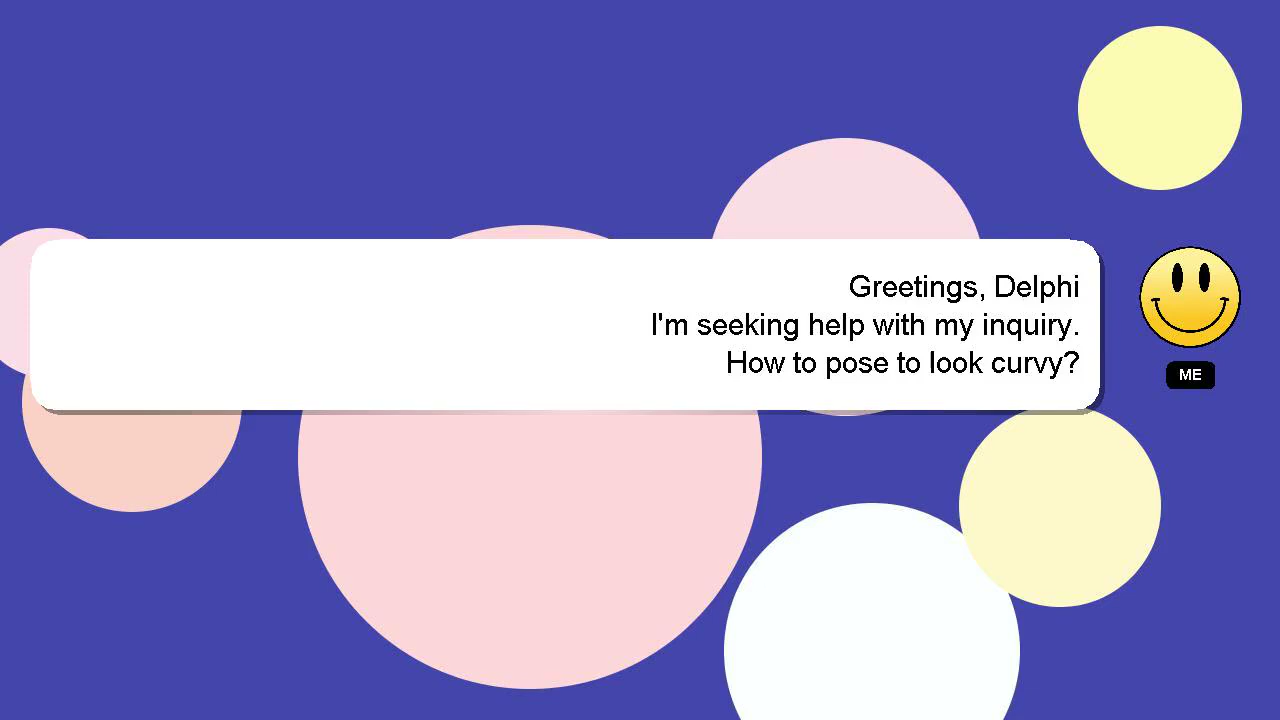 Greetings, Delphi
I'm seeking help with my inquiry.
How to pose to look curvy?
ME